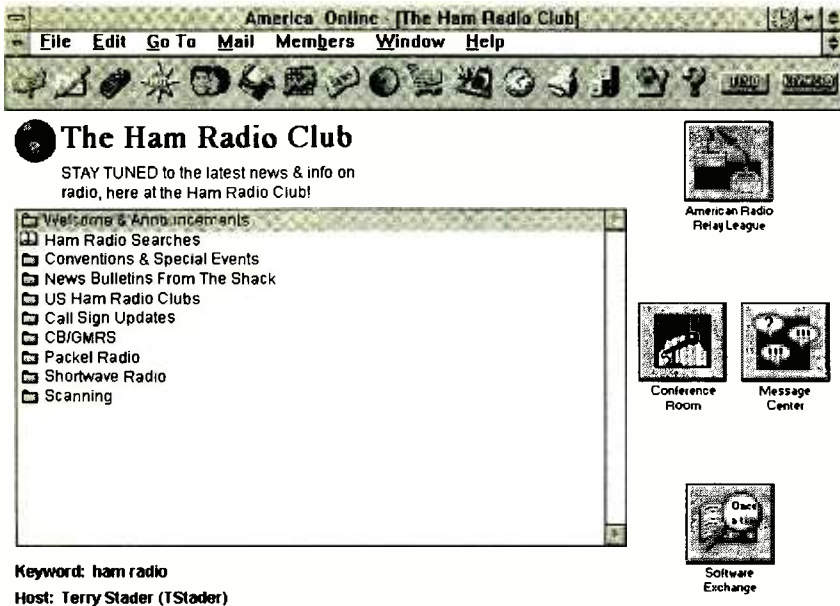 America Online - [The Ham Radio Club]
File Edit Go To Mail Members Window Help
The Ham Radio Club
STAY TUNED to the latest news & info on
radio, here at the Ham Radio Club!
Welcome & Announcements
Ham Radio Searches
Conventions & Special Events
News Bulletins From The Shack
US Ham Radio Clubs
Call Sign Updates
CB/GMRS
Packet Radio
Shortwave Radio
Scanning
American Radio
Relay League
Conference
Room
Message
Center
Once
a
Software
Exchange
Keyword: ham radio
Host: Terry Stader (TStader)